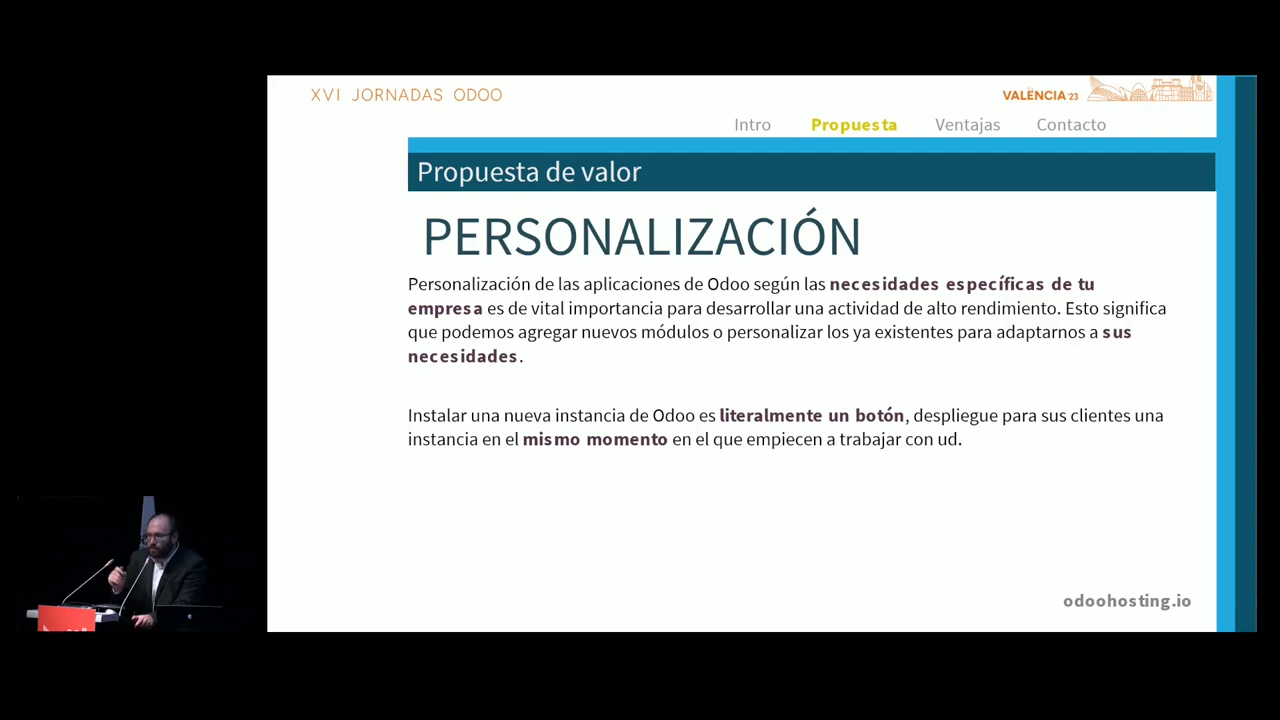 XVI JORNADAS ODOO
VALENCIA '23
Intro Propuesta Ventajas Contacto
Propuesta de valor
PERSONALIZACIÓN
Personalización de las aplicaciones de Odoo según las necesidades específicas de tu
empresa es de vital importancia para desarrollar una actividad de alto rendimiento. Esto significa
que podemos agregar nuevos módulos o personalizar los ya existentes para adaptarnos a sus
necesidades.
Instalar una nueva instancia de Odoo es literalmente un botón, despliegue para sus clientes una
instancia en el mismo momento en el que empiecen a trabajar con ud.
odoohosting.io